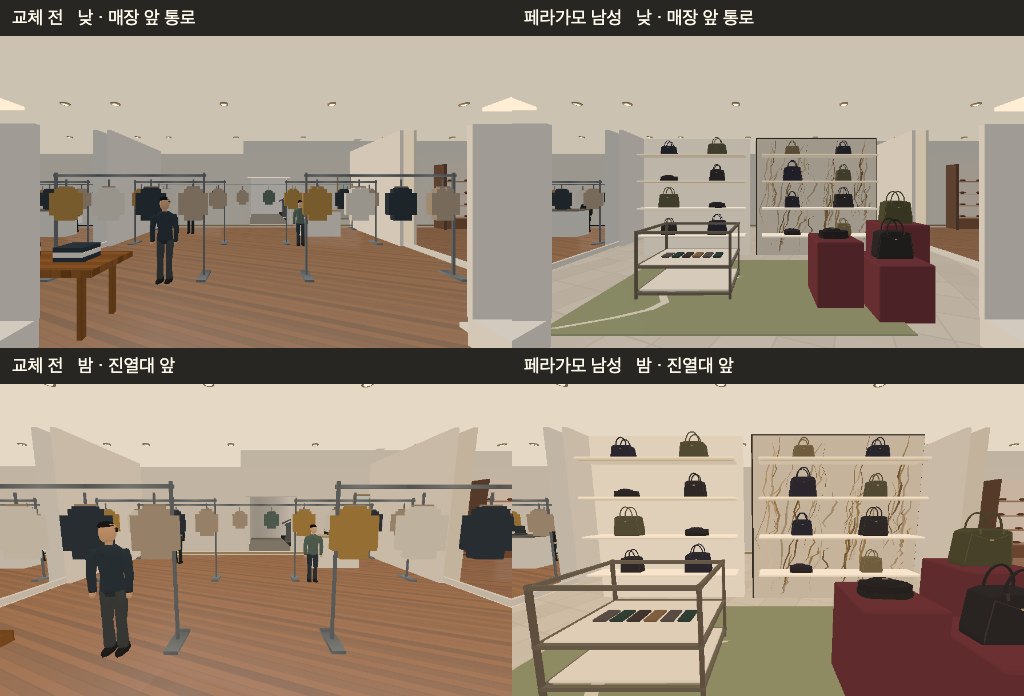 교체 전 낮 · 매장 앞 통로
페라가모 남성 낮 · 매장 앞 통로
교체 전 밤 · 진열대 앞
페라가모 남성 밤 · 진열대 앞